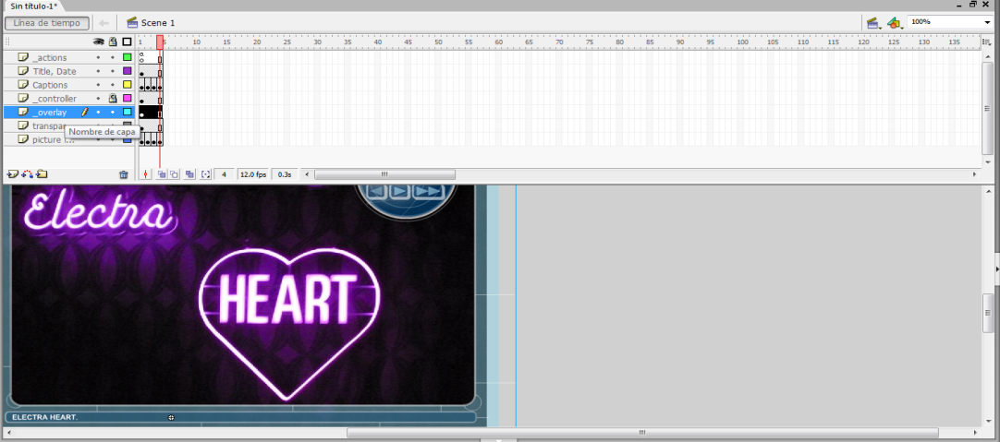 Sin título-1*
Línea de tiempo
Scene 1
100%
1 5 10 15 20 25 30 35 40 45 50 55 60 65 70 75 80 85 90 95 100 105 110 115 120 125 130 135
_actions
Title, Date
Captions
_controller
_overlay
transpar
Nombre de capa
picture l...
4 12.0 fps 0.3s
Electra
HEART
ELECTRA HEART.